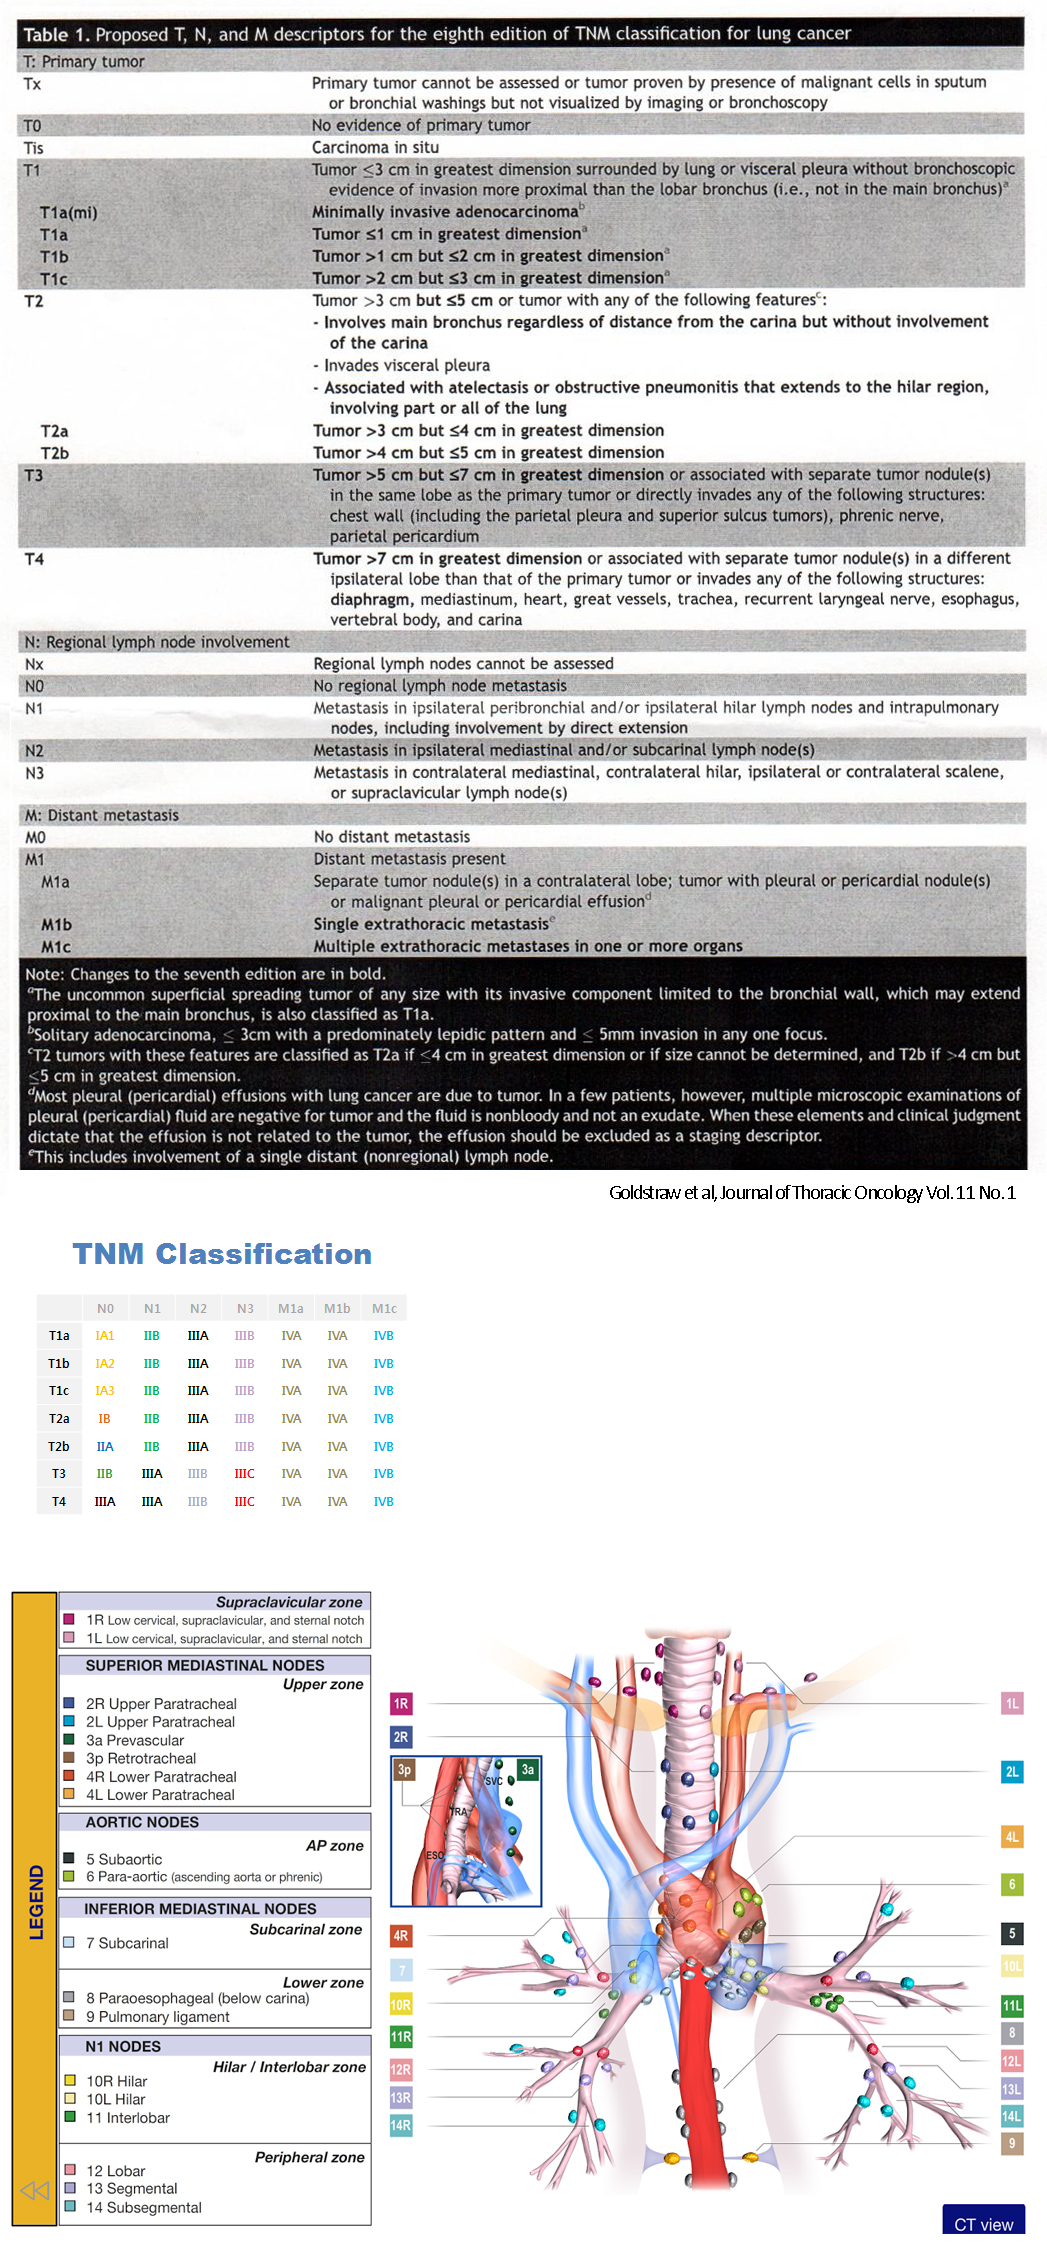 Table 1. Proposed T, N, and M descriptors for the eighth edition of TNM classification for lung cancer
T: Primary tumor
Tx Primary tumor cannot be assessed or tumor proven by presence of malignant cells in sputum
or bronchial washings but not visualized by imaging or bronchoscopy
T0 No evidence of primary tumor
Tis Carcinoma in situ
T1 Tumor ≤3 cm in greatest dimension surrounded by lung or visceral pleura without bronchoscopic
evidence of invasion more proximal than the lobar bronchus (i.e., not in the main bronchus)a
T1a(mi) Minimally invasive adenocarcinomab
T1a Tumor ≤1 cm in greatest dimensiona
T1b Tumor >1 cm but ≤2 cm in greatest dimensiona
T1c Tumor >2 cm but ≤3 cm in greatest dimensiona
T2 Tumor >3 cm but ≤5 cm or tumor with any of the following featuresc:
- Involves main bronchus regardless of distance from the carina but without involvement
of the carina
- Invades visceral pleura
- Associated with atelectasis or obstructive pneumonitis that extends to the hilar region,
involving part or all of the lung
T2a Tumor >3 cm but ≤4 cm in greatest dimension
T2b Tumor >4 cm but ≤5 cm in greatest dimension
T3 Tumor >5 cm but ≤7 cm in greatest dimension or associated with separate tumor nodule(s)
in the same lobe as the primary tumor or directly invades any of the following structures:
chest wall (including the parietal pleura and superior sulcus tumors), phrenic nerve,
parietal pericardium
T4 Tumor >7 cm in greatest dimension or associated with separate tumor nodule(s) in a different
ipsilateral lobe than that of the primary tumor or invades any of the following structures:
diaphragm, mediastinum, heart, great vessels, trachea, recurrent laryngeal nerve, esophagus,
vertebral body, and carina
N: Regional lymph node involvement
Nx Regional lymph nodes cannot be assessed
N0 No regional lymph node metastasis
N1 Metastasis in ipsilateral peribronchial and/or ipsilateral hilar lymph nodes and intrapulmonary
nodes, including involvement by direct extension
N2 Metastasis in ipsilateral mediastinal and/or subcarinal lymph node(s)
N3 Metastasis in contralateral mediastinal, contralateral hilar, ipsilateral or contralateral scalene,
or supraclavicular lymph node(s)
M: Distant metastasis
M0 No distant metastasis
M1 Distant metastasis present
M1a Separate tumor nodule(s) in a contralateral lobe; tumor with pleural or pericardial nodule(s)
or malignant pleural or pericardial effusiond
M1b Single extrathoracic metastasise
M1c Multiple extrathoracic metastases in one or more organs
Note: Changes to the seventh edition are in bold.
aThe uncommon superficial spreading tumor of any size with its invasive component limited to the bronchial wall, which may extend
proximal to the main bronchus, is also classified as T1a.
bSolitary adenocarcinoma, ≤ 3cm with a predominately lepidic pattern and ≤ 5mm invasion in any one focus.
cT2 tumors with these features are classified as T2a if ≤4 cm in greatest dimension or if size cannot be determined, and T2b if >4 cm but
≤5 cm in greatest dimension.
dMost pleural (pericardial) effusions with lung cancer are due to tumor. In a few patients, however, multiple microscopic examinations of
pleural (pericardial) fluid are negative for tumor and the fluid is nonbloody and not an exudate. When these elements and clinical judgment
dictate that the effusion is not related to the tumor, the effusion should be excluded as a staging descriptor.
eThis includes involvement of a single distant (nonregional) lymph node.
Goldstraw et al, Journal of Thoracic Oncology Vol. 11 No. 1
TNM Classification
N0 N1 N2 N3 M1a M1b M1c
T1a IA1 IIB IIIA IIIB IVA IVA IVB
T1b IA2 IIB IIIA IIIB IVA IVA IVB
T1c IA3 IIB IIIA IIIB IVA IVA IVB
T2a IB IIB IIIA IIIB IVA IVA IVB
T2b IIA IIB IIIA IIIB IVA IVA IVB
T3 IIB IIIA IIIB IIIC IVA IVA IVB
T4 IIIA IIIA IIIB IIIC IVA IVA IVB
LEGEND
Supraclavicular zone
1R Low cervical, supraclavicular, and sternal notch
1L Low cervical, supraclavicular, and sternal notch
SUPERIOR MEDIASTINAL NODES
Upper zone
2R Upper Paratracheal
2L Upper Paratracheal
3a Prevascular
3p Retrotracheal
4R Lower Paratracheal
4L Lower Paratracheal
AORTIC NODES
AP zone
5 Subaortic
6 Para-aortic (ascending aorta or phrenic)
INFERIOR MEDIASTINAL NODES
Subcarinal zone
7 Subcarinal
Lower zone
8 Paraoesophageal (below carina)
9 Pulmonary ligament
N1 NODES
Hilar / Interlobar zone
10R Hilar
10L Hilar
11 Interlobar
Peripheral zone
12 Lobar
13 Segmental
14 Subsegmental
1R
2R
3p
3a
SVC
TRA
ESO
4R
7
10R
11R
12R
13R
14R
1L
2L
4L
6
5
10L
11L
8
12L
13L
14L
9
CT view